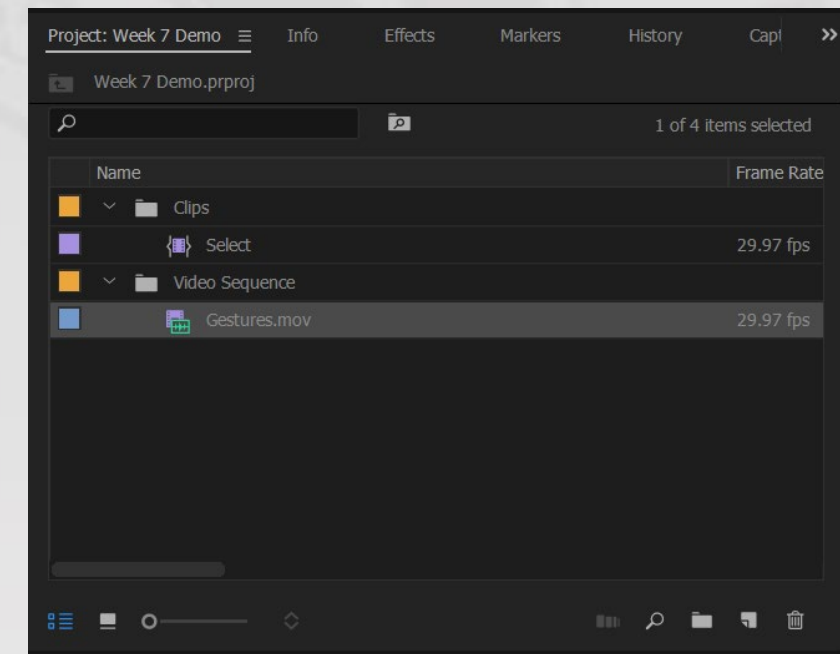 Project: Week 7 Demo Info Effects Markers History Capt
Week 7 Demo.prproj
1 of 4 items selected
Name Frame Rate
Clips
Select 29.97 fps
Video Sequence
Gestures.mov 29.97 fps